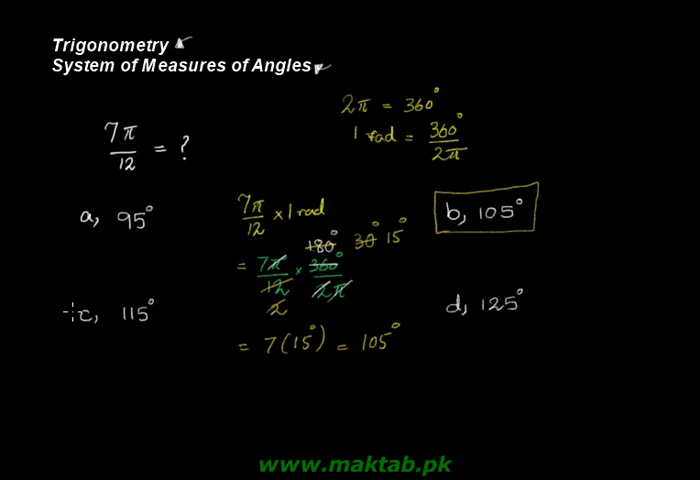 Trigonometry
System of Measures of Angles
2π = 360°
1 rad = 360° / 2π
7π / 12 = ?
a, 95°
7π / 12 × 1 rad
b, 105°
180° 30° 15°
= 7π / 12 × 360° / 2π
2
c, 115°
d, 125°
= 7(15°) = 105°
www.maktab.pk